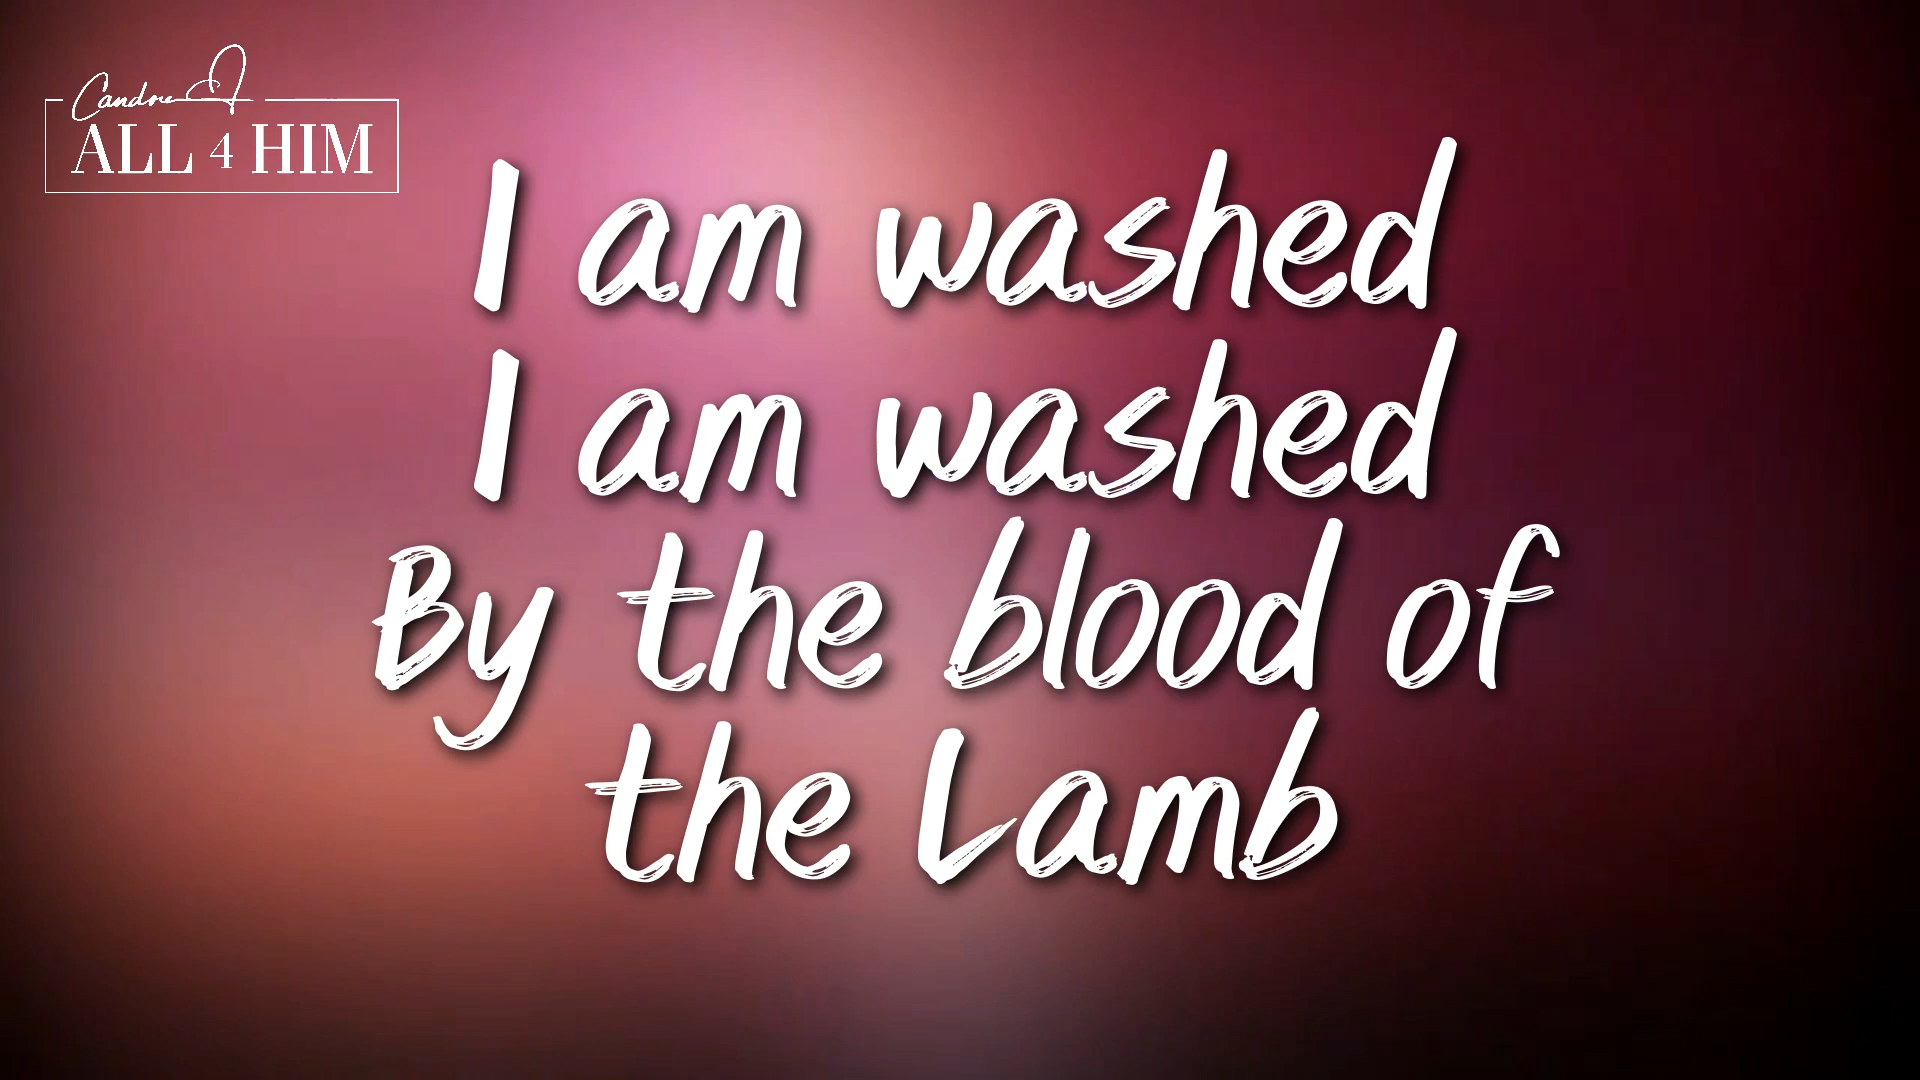 ALL 4 HIM
I am washed
I am washed
By the blood of
the Lamb